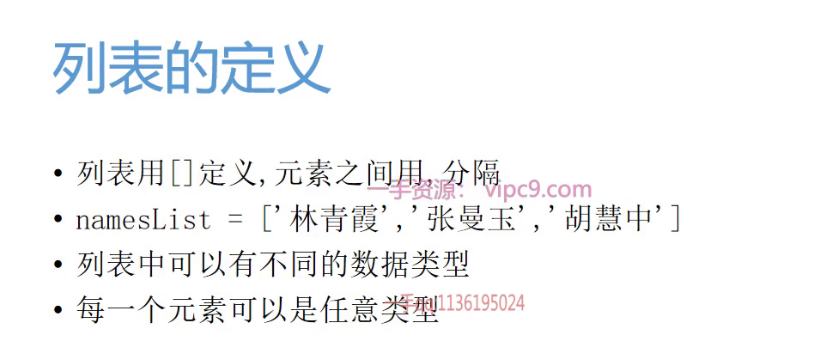 列表的定义
• 列表用[]定义,元素之间用,分隔
一手资源: vipc9.com
• namesList = ['林青霞','张曼玉','胡慧中']
• 列表中可以有不同的数据类型
• 每一个元素可以是任意类型
1136195024